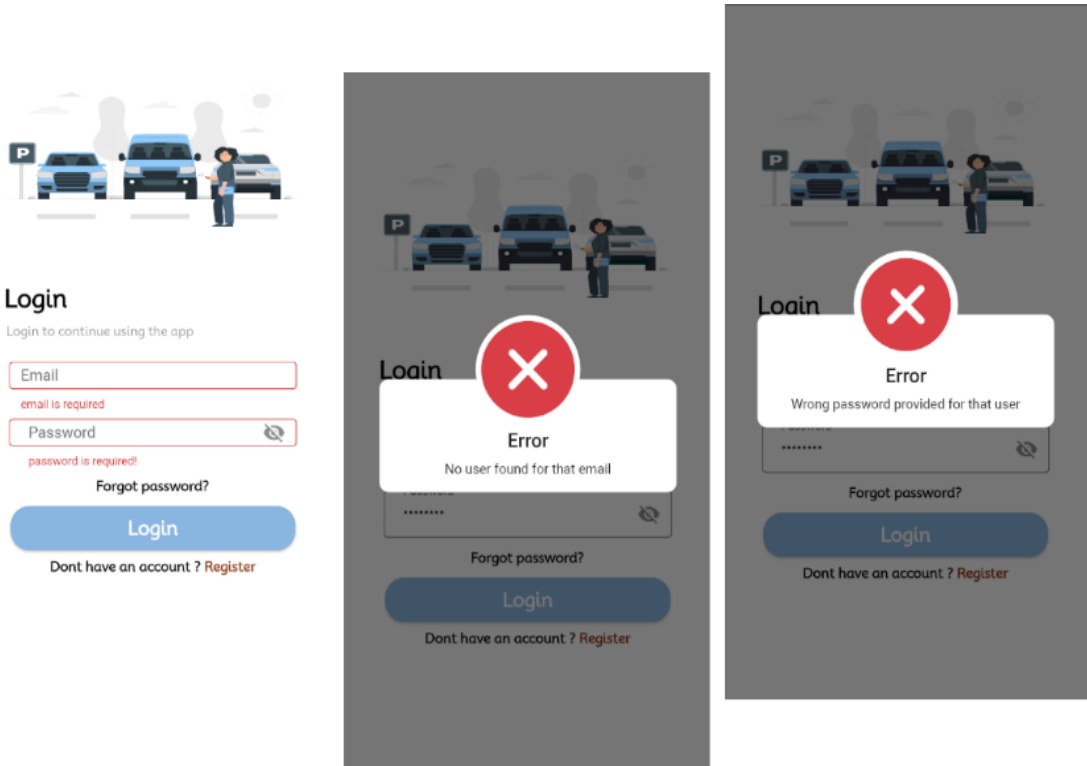 P
Login
Login to continue using the app
Email
email is required
Password
password is required!
Forgot password?
Login
Dont have an account ? Register
P
Login
Error
No user found for that email
Password
••••••••
Forgot password?
Login
Dont have an account ? Register
P
Login
Error
Wrong password provided for that user
Password
••••••••
Forgot password?
Login
Dont have an account ? Register